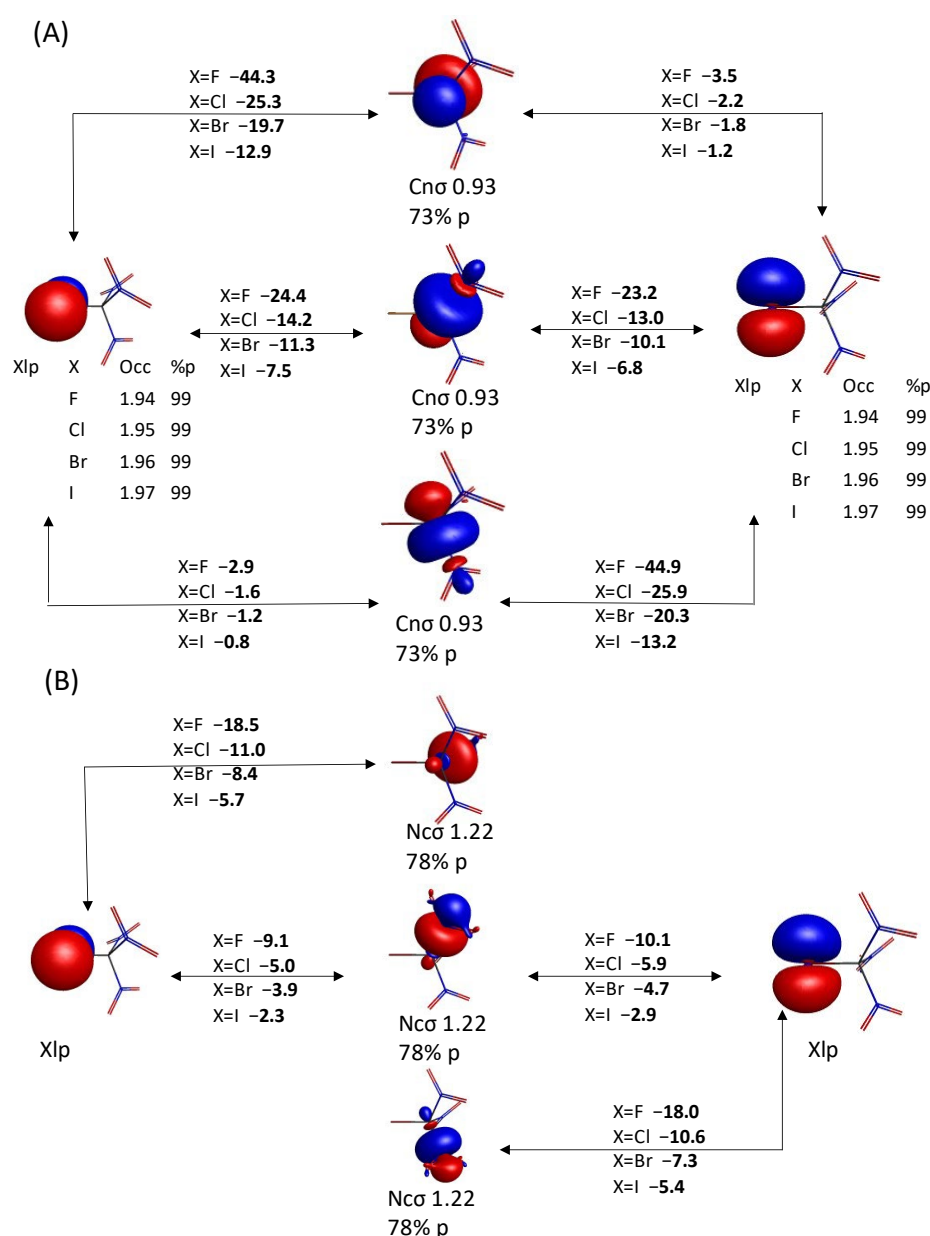 (A)
X=F −44.3
X=Cl −25.3
X=Br −19.7
X=I −12.9
X=F −3.5
X=Cl −2.2
X=Br −1.8
X=I −1.2
Cnσ 0.93
73% p
X=F −24.4
X=Cl −14.2
X=Br −11.3
X=I −7.5
X=F −23.2
X=Cl −13.0
X=Br −10.1
X=I −6.8
Cnσ 0.93
73% p
Xlp X Occ %p
F 1.94 99
Cl 1.95 99
Br 1.96 99
I 1.97 99
Xlp X Occ %p
F 1.94 99
Cl 1.95 99
Br 1.96 99
I 1.97 99
X=F −2.9
X=Cl −1.6
X=Br −1.2
X=I −0.8
X=F −44.9
X=Cl −25.9
X=Br −20.3
X=I −13.2
Cnσ 0.93
73% p
(B)
X=F −18.5
X=Cl −11.0
X=Br −8.4
X=I −5.7
Ncσ 1.22
78% p
X=F −9.1
X=Cl −5.0
X=Br −3.9
X=I −2.3
X=F −10.1
X=Cl −5.9
X=Br −4.7
X=I −2.9
Ncσ 1.22
78% p
Xlp
Xlp
X=F −18.0
X=Cl −10.6
X=Br −7.3
X=I −5.4
Ncσ 1.22
78% p